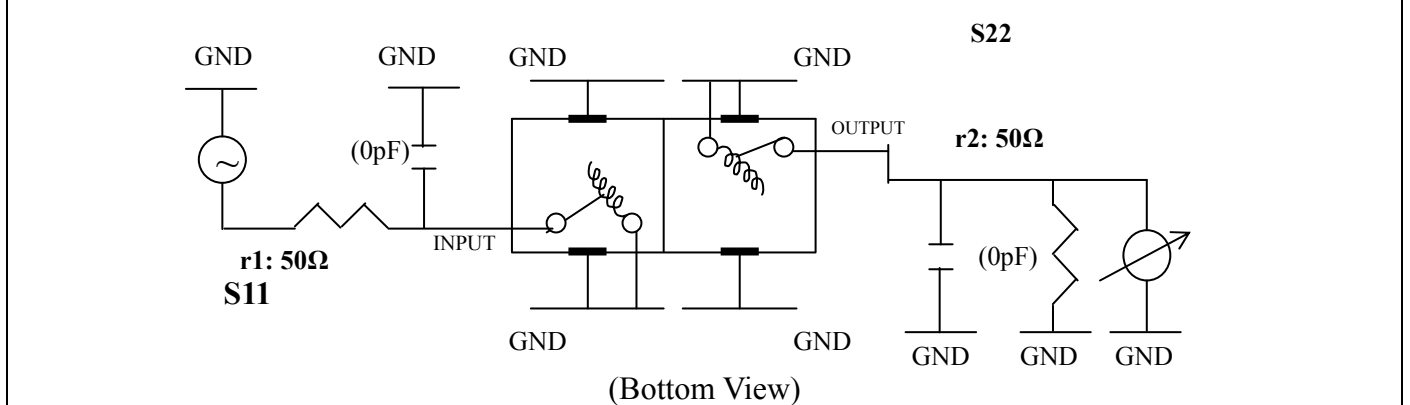 S22
GND
GND
GND
GND
(0pF)
OUTPUT
r2: 50Ω
INPUT
r1: 50Ω
S11
(0pF)
GND
GND
GND
GND
GND
(Bottom View)